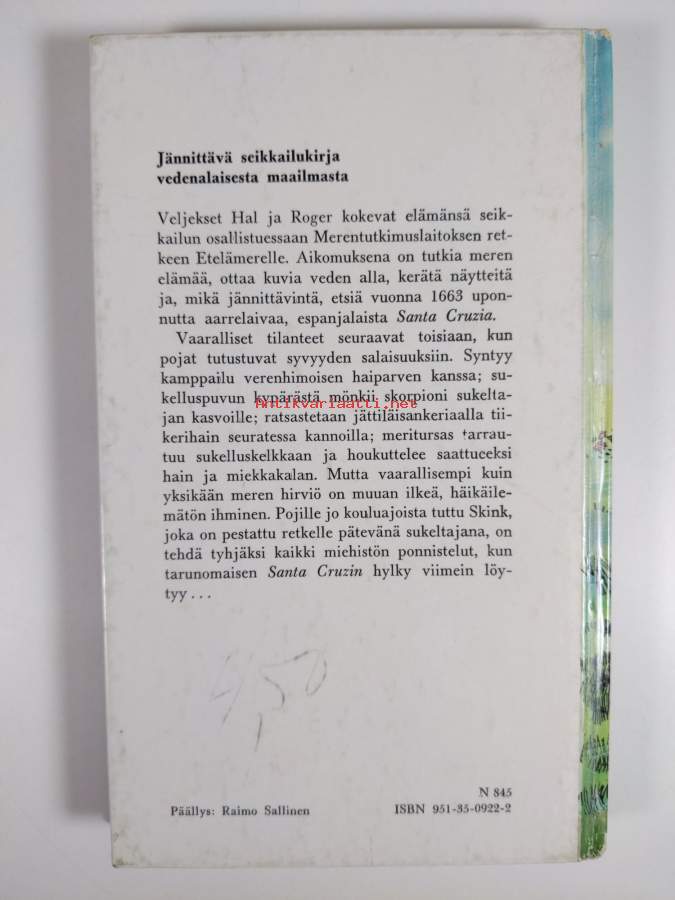 Jännittävä seikkailukirja
vedenalaisesta maailmasta
Veljekset Hal ja Roger kokevat elämänsä seik-
kailun osallistuessaan Merentutkimuslaitoksen ret-
keen Etelämerelle. Aikomuksena on tutkia meren
elämää, ottaa kuvia veden alla, kerätä näytteitä
ja, mikä jännittävintä, etsiä vuonna 1663 upon-
nutta aarrelaivaa, espanjalaista Santa Cruzia.
Vaaralliset tilanteet seuraavat toisiaan, kun
pojat tutustuvat syvyyden salaisuuksiin. Syntyy
kamppailu verenhimoisen haiparven kanssa; su-
kelluspuvun kypärästä mönkii skorpioni sukelta-
Antikvariaatti.net
jan kasvoille; ratsastetaan jättiläisankeriaalla tii-
kerihain seuratessa kannoilla; meritursas tarrau-
tuu sukelluskelkkaan ja houkuttelee saattueeksi
hain ja miekkakalan. Mutta vaarallisempi kuin
yksikään meren hirviö on muuan ilkeä, häikäile-
mätön ihminen. Pojille jo kouluajoista tuttu Skink,
joka on pestattu retkelle pätevänä sukeltajana, on
tehdä tyhjäksi kaikki miehistön ponnistelut, kun
tarunomaisen Santa Cruzin hylky viimein löy-
tyy ...
4,50
N 845
Päällys: Raimo Sallinen
ISBN 951-35-0922-2